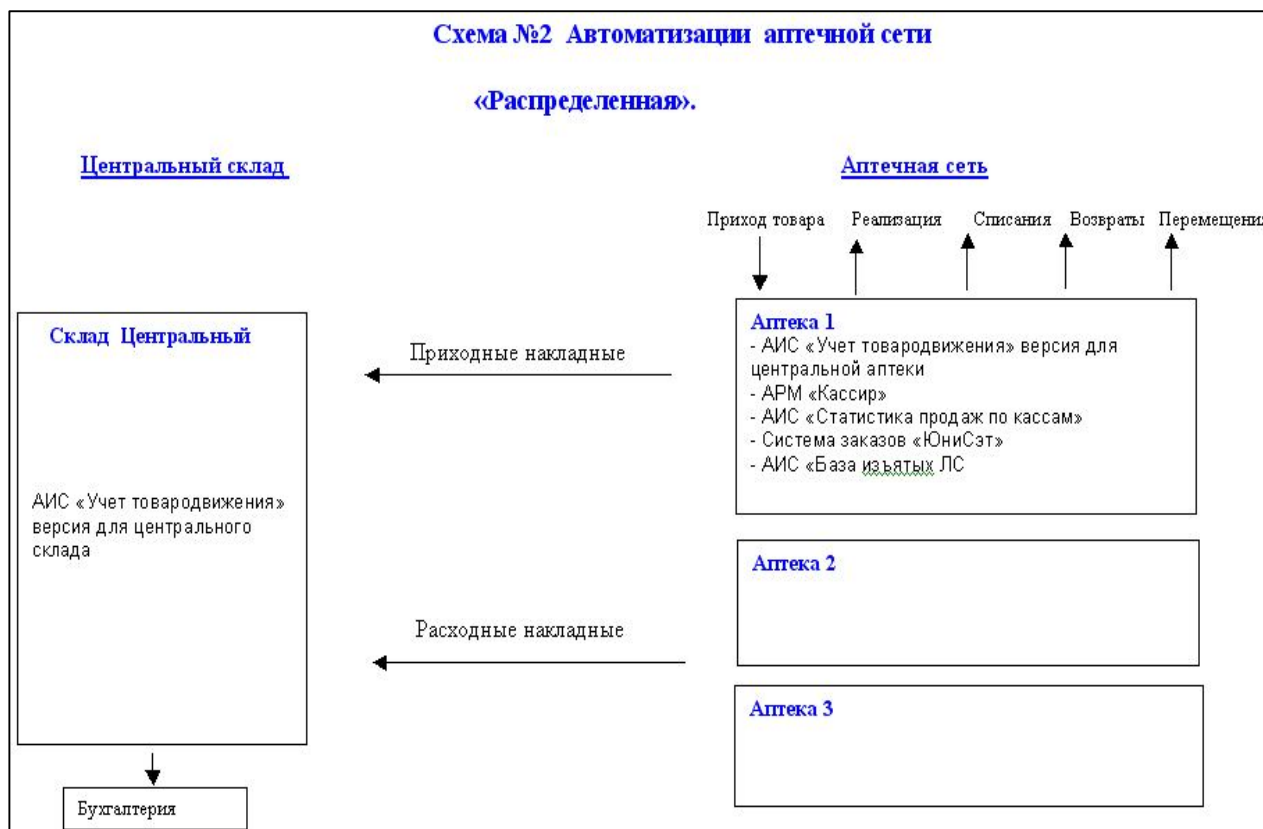 Схема №2 Автоматизации аптечной сети
«Распределенная».
Центральный склад
Аптечная сеть
Приход товара Реализация Списания Возвраты Перемещения
Склад Центральный
АИС «Учет товародвижения»
версия для центрального
склада
Приходные накладные
Расходные накладные
Аптека 1
- АИС «Учет товародвижения» версия для
центральной аптеки
- АРМ «Кассир»
- АИС «Статистика продаж по кассам»
- Система заказов «ЮниСэт»
- АИС «База изъятых ЛС
Аптека 2
Аптека 3
Бухгалтерия